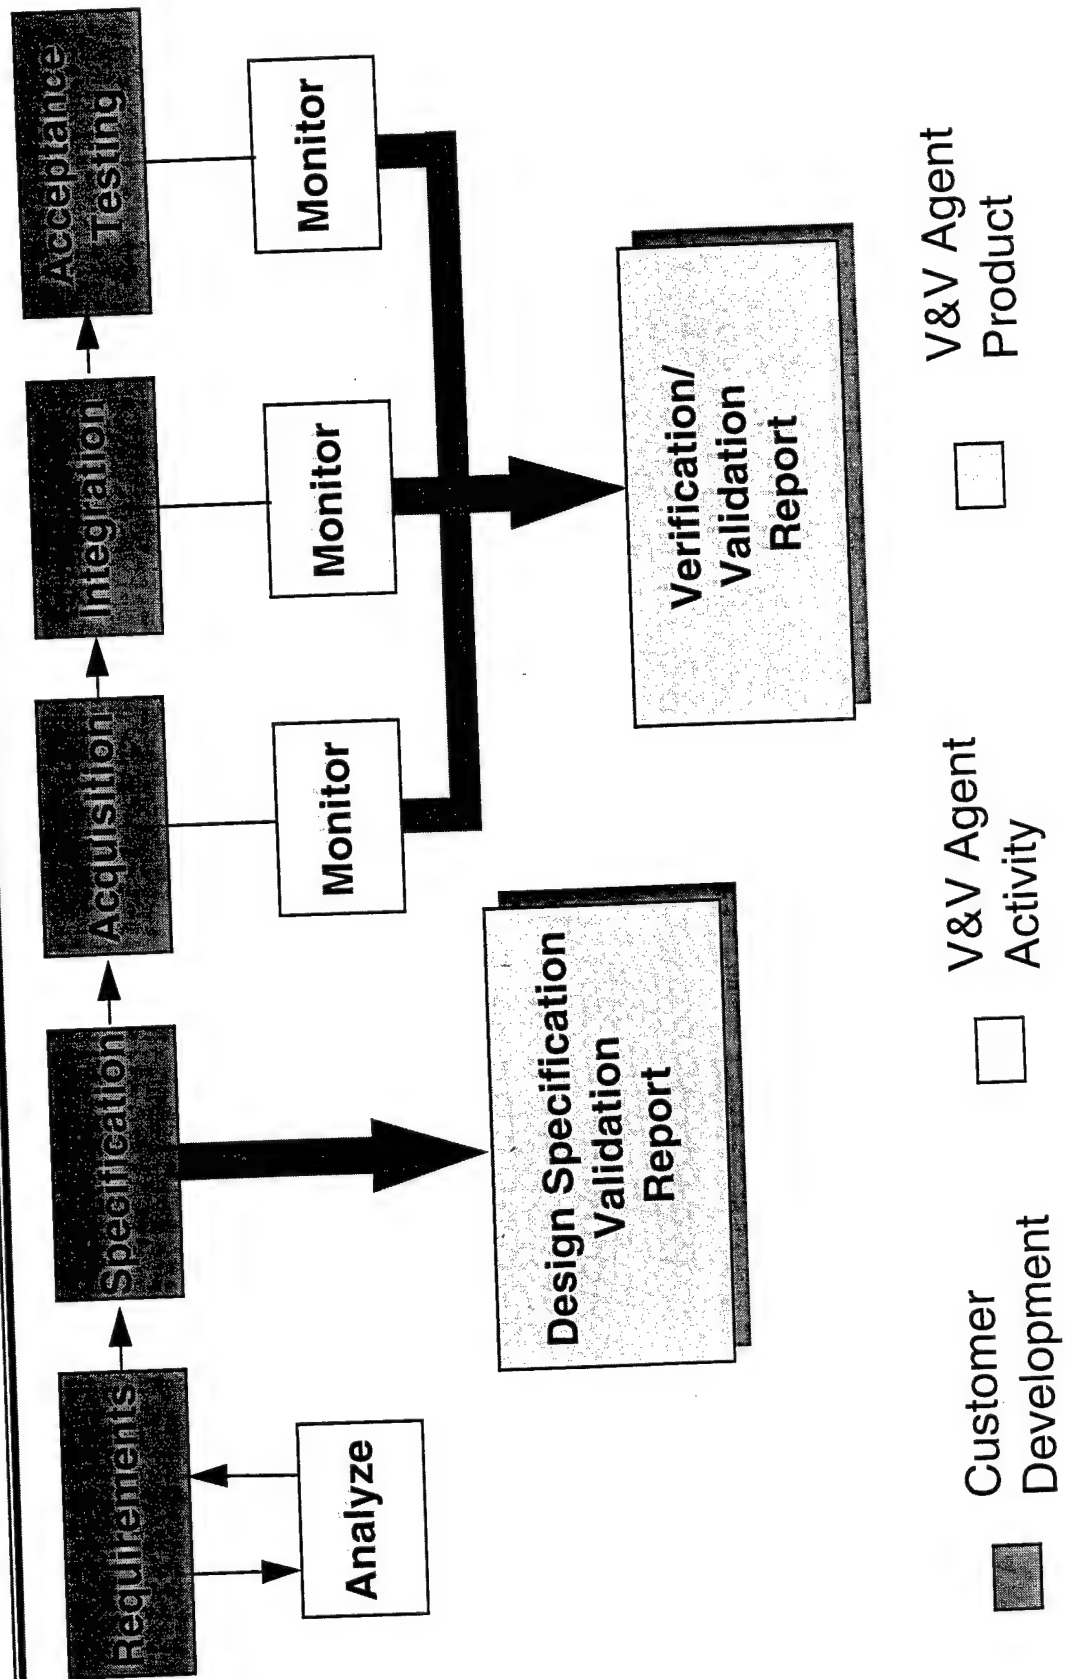 Requirements
Specification
Acquisition
Integration
Acceptance
Testing
Analyze
Monitor
Monitor
Monitor
Design Specification
Validation
Report
Verification/
Validation
Report
Customer
Development
V&V Agent
Activity
V&V Agent
Product